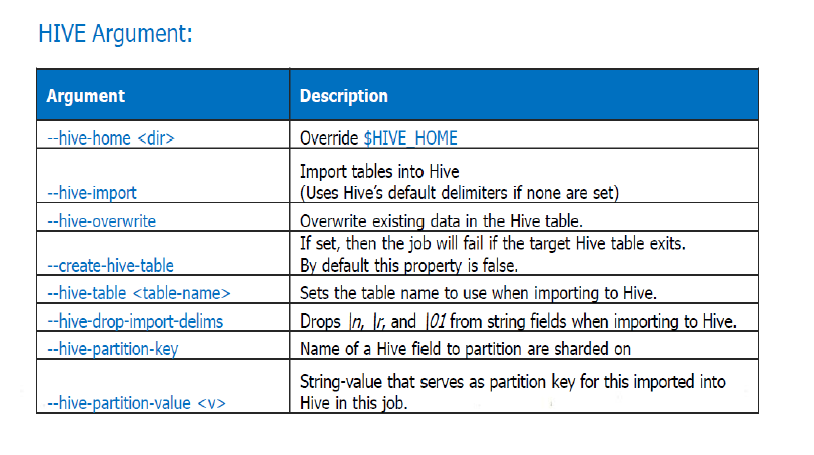 HIVE Argument:
Argument Description
--hive-home <dir> Override $HIVE_HOME
Import tables into Hive
--hive-import (Uses Hive's default delimiters if none are set)
--hive-overwrite Overwrite existing data in the Hive table.
If set, then the job will fail if the target Hive table exits.
--create-hive-table By default this property is false.
--hive-table <table-name> Sets the table name to use when importing to Hive.
--hive-drop-import-delims Drops \n, \r, and \01 from string fields when importing to Hive.
--hive-partition-key Name of a Hive field to partition are sharded on
String-value that serves as partition key for this imported into
--hive-partition-value <v> Hive in this job.